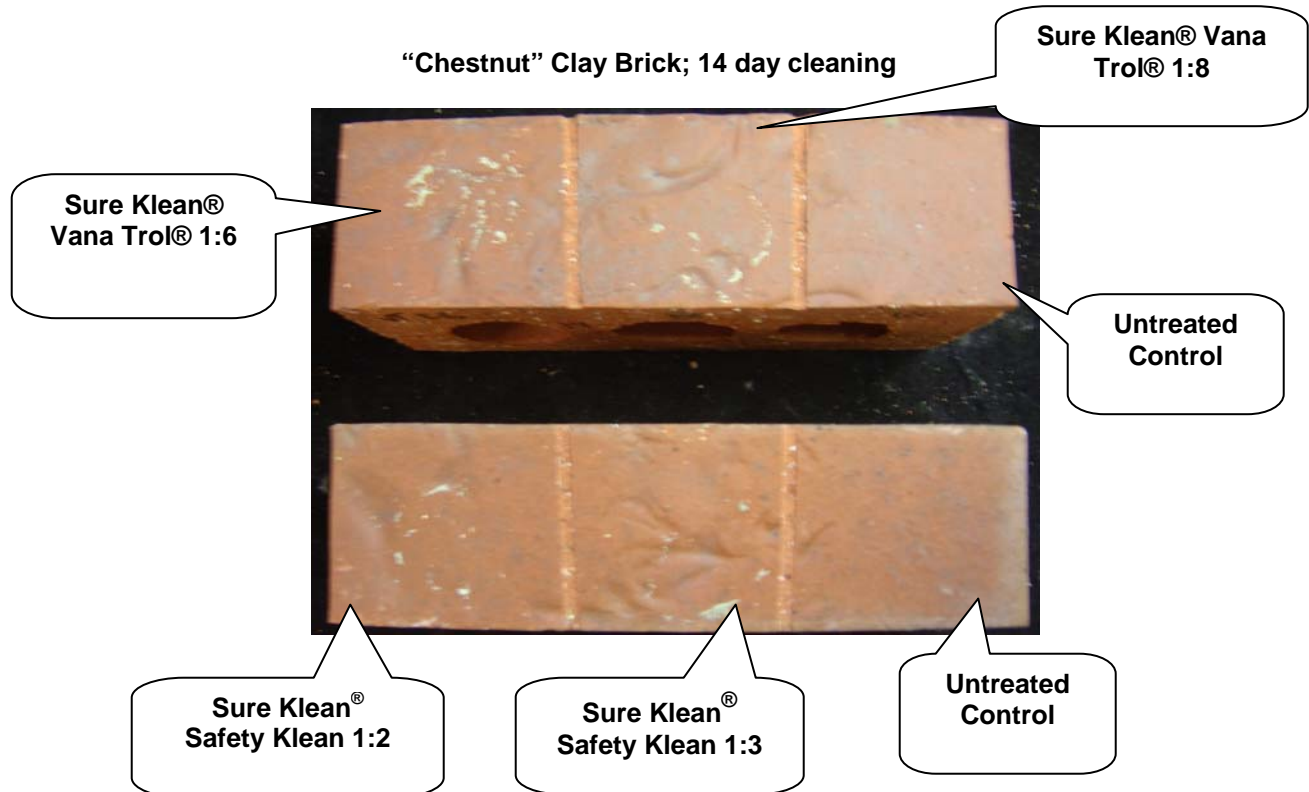 “Chestnut” Clay Brick; 14 day cleaning
Sure Klean® Vana
Trol® 1:8
Sure Klean®
Vana Trol® 1:6
Untreated
Control
Sure Klean®
Safety Klean 1:2
Sure Klean®
Safety Klean 1:3
Untreated
Control